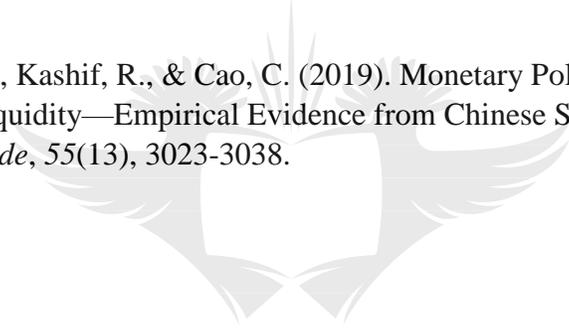 , Kashif, R., & Cao, C. (2019). Monetary Pol
quidity—Empirical Evidence from Chinese S
de, 55(13), 3023-3038.